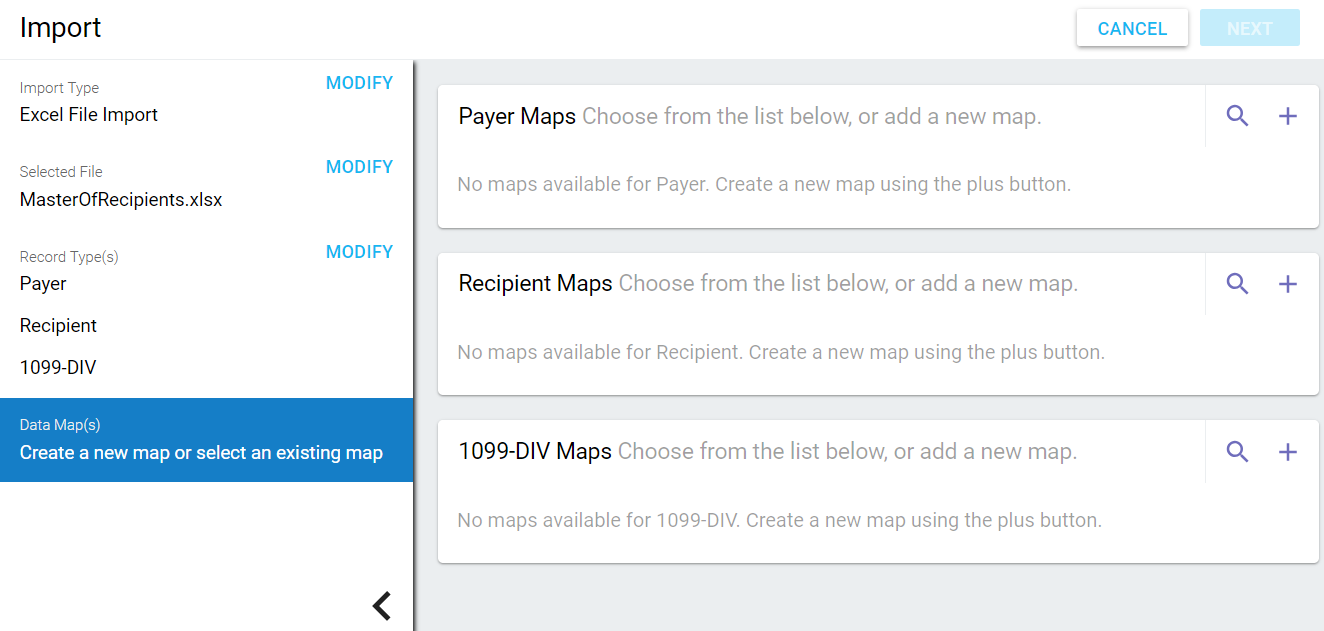 Import
CANCEL
NEXT
Import Type
MODIFY
Excel File Import
Selected File
MODIFY
MasterOfRecipients.xlsx
Record Type(s)
MODIFY
Payer
Recipient
1099-DIV
Data Map(s)
Create a new map or select an existing map
Payer Maps Choose from the list below, or add a new map.
No maps available for Payer. Create a new map using the plus button.
Recipient Maps Choose from the list below, or add a new map.
No maps available for Recipient. Create a new map using the plus button.
1099-DIV Maps Choose from the list below, or add a new map.
No maps available for 1099-DIV. Create a new map using the plus button.